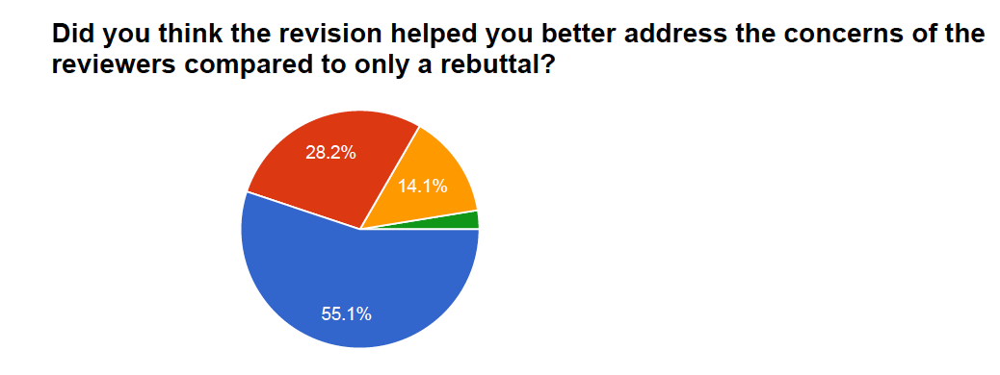 Did you think the revision helped you better address the concerns of the
reviewers compared to only a rebuttal?
28.2%
14.1%
55.1%